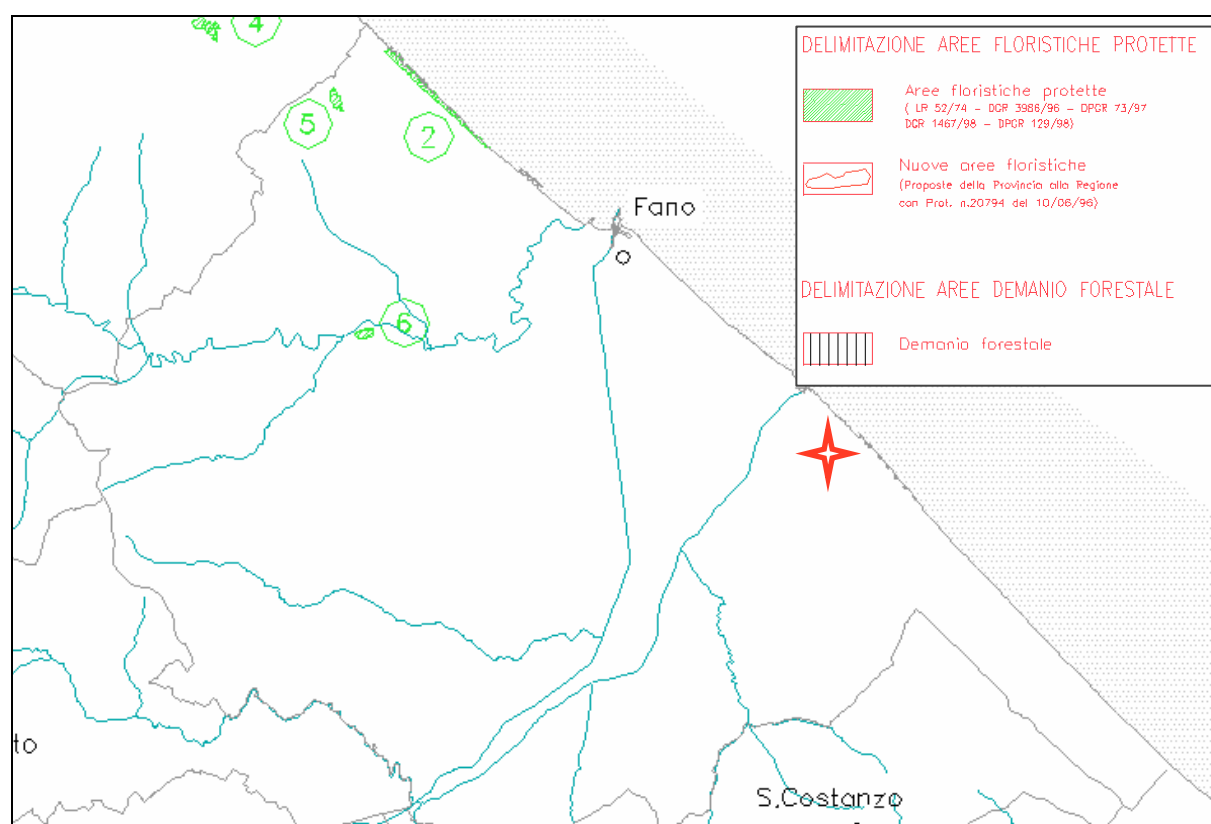 4
5
2
Fano
6
to
S.Costanzo
DELIMITAZIONE AREE FLORISTICHE PROTETTE
Aree floristiche protette
( LR 52/74 - DGR 3986/96 - DPGR 73/97
DGR 1467/98 - DPGR 129/98)
Nuove aree floristiche
(Proposte della Provincia alla Regione
con Prot. n.20794 del 10/06/96)
DELIMITAZIONE AREE DEMANIO FORESTALE
Demanio forestale